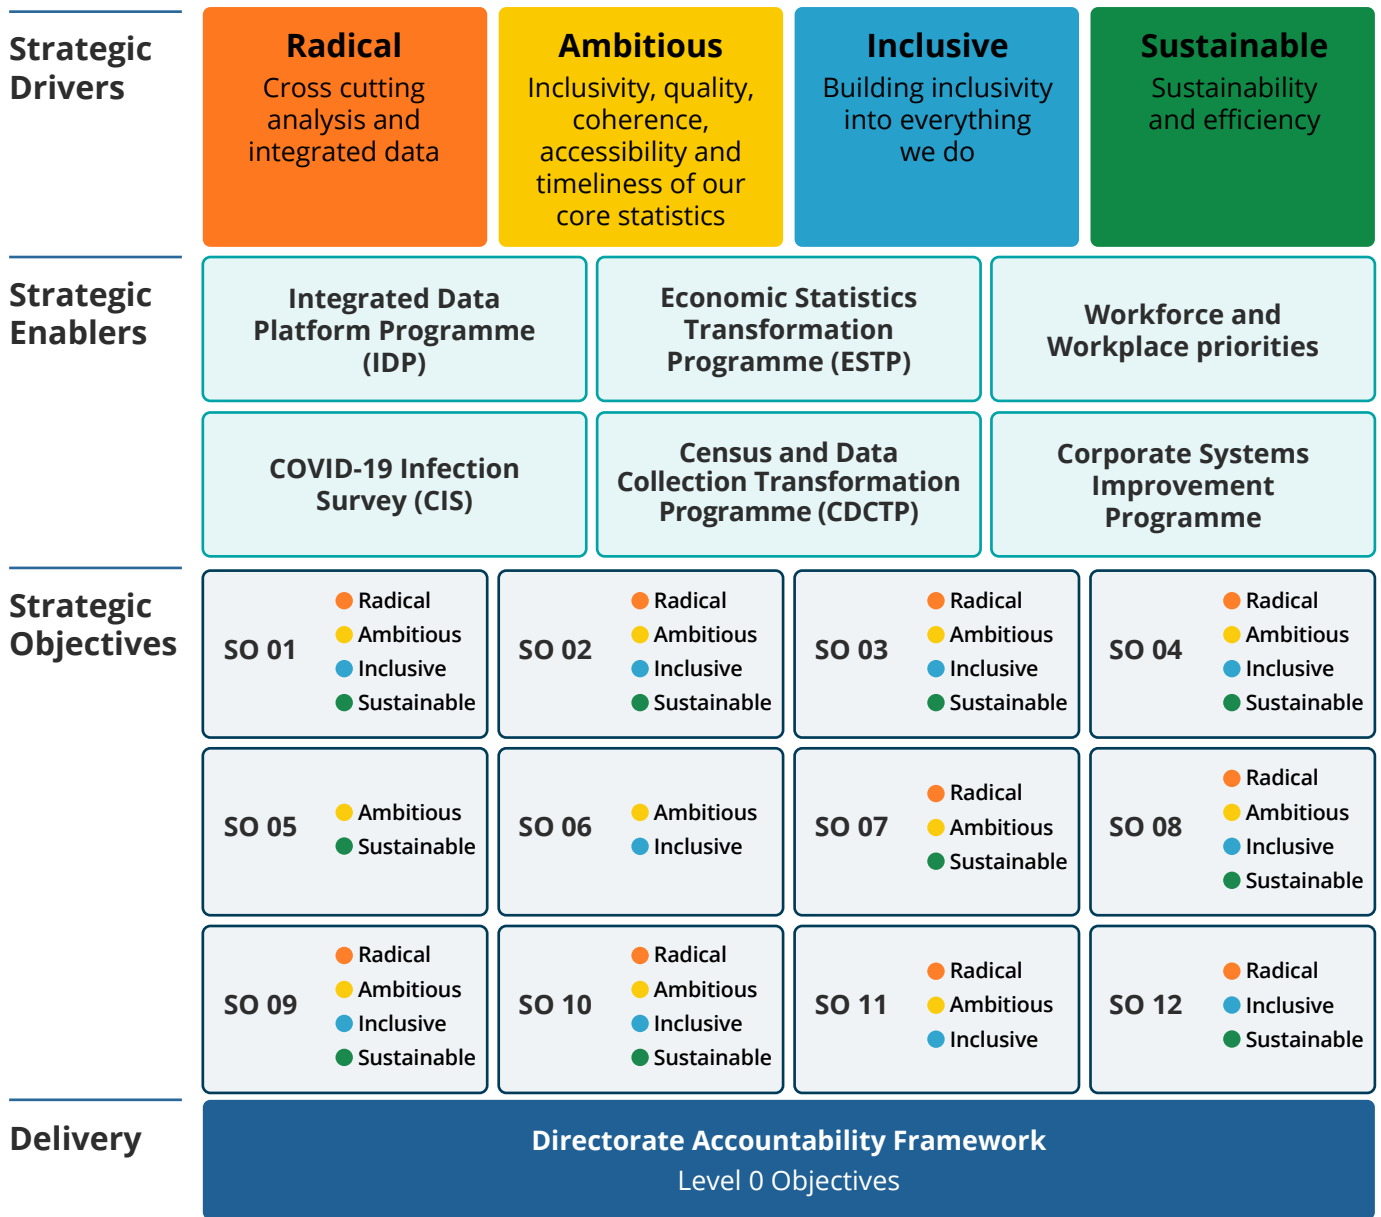 Strategic
Drivers
Radical
Cross cutting
analysis and
integrated data
Ambitious
Inclusivity, quality,
coherence,
accessibility and
timeliness of our
core statistics
Inclusive
Building inclusivity
into everything
we do
Sustainable
Sustainability
and efficiency
Strategic
Enablers
Integrated Data
Platform Programme
(IDP)
Economic Statistics
Transformation
Programme (ESTP)
Workforce and
Workplace priorities
COVID-19 Infection
Survey (CIS)
Census and Data
Collection Transformation
Programme (CDCTP)
Corporate Systems
Improvement
Programme
Strategic
Objectives
SO 01
Radical
Ambitious
Inclusive
Sustainable
SO 02
Radical
Ambitious
Inclusive
Sustainable
SO 03
Radical
Ambitious
Inclusive
Sustainable
SO 04
Radical
Ambitious
Inclusive
Sustainable
SO 05
Ambitious
Sustainable
SO 06
Ambitious
Inclusive
SO 07
Radical
Ambitious
Sustainable
SO 08
Radical
Ambitious
Inclusive
Sustainable
SO 09
Radical
Ambitious
Inclusive
Sustainable
SO 10
Radical
Ambitious
Inclusive
Sustainable
SO 11
Radical
Ambitious
Inclusive
SO 12
Radical
Inclusive
Sustainable
Delivery
Directorate Accountability Framework
Level 0 Objectives